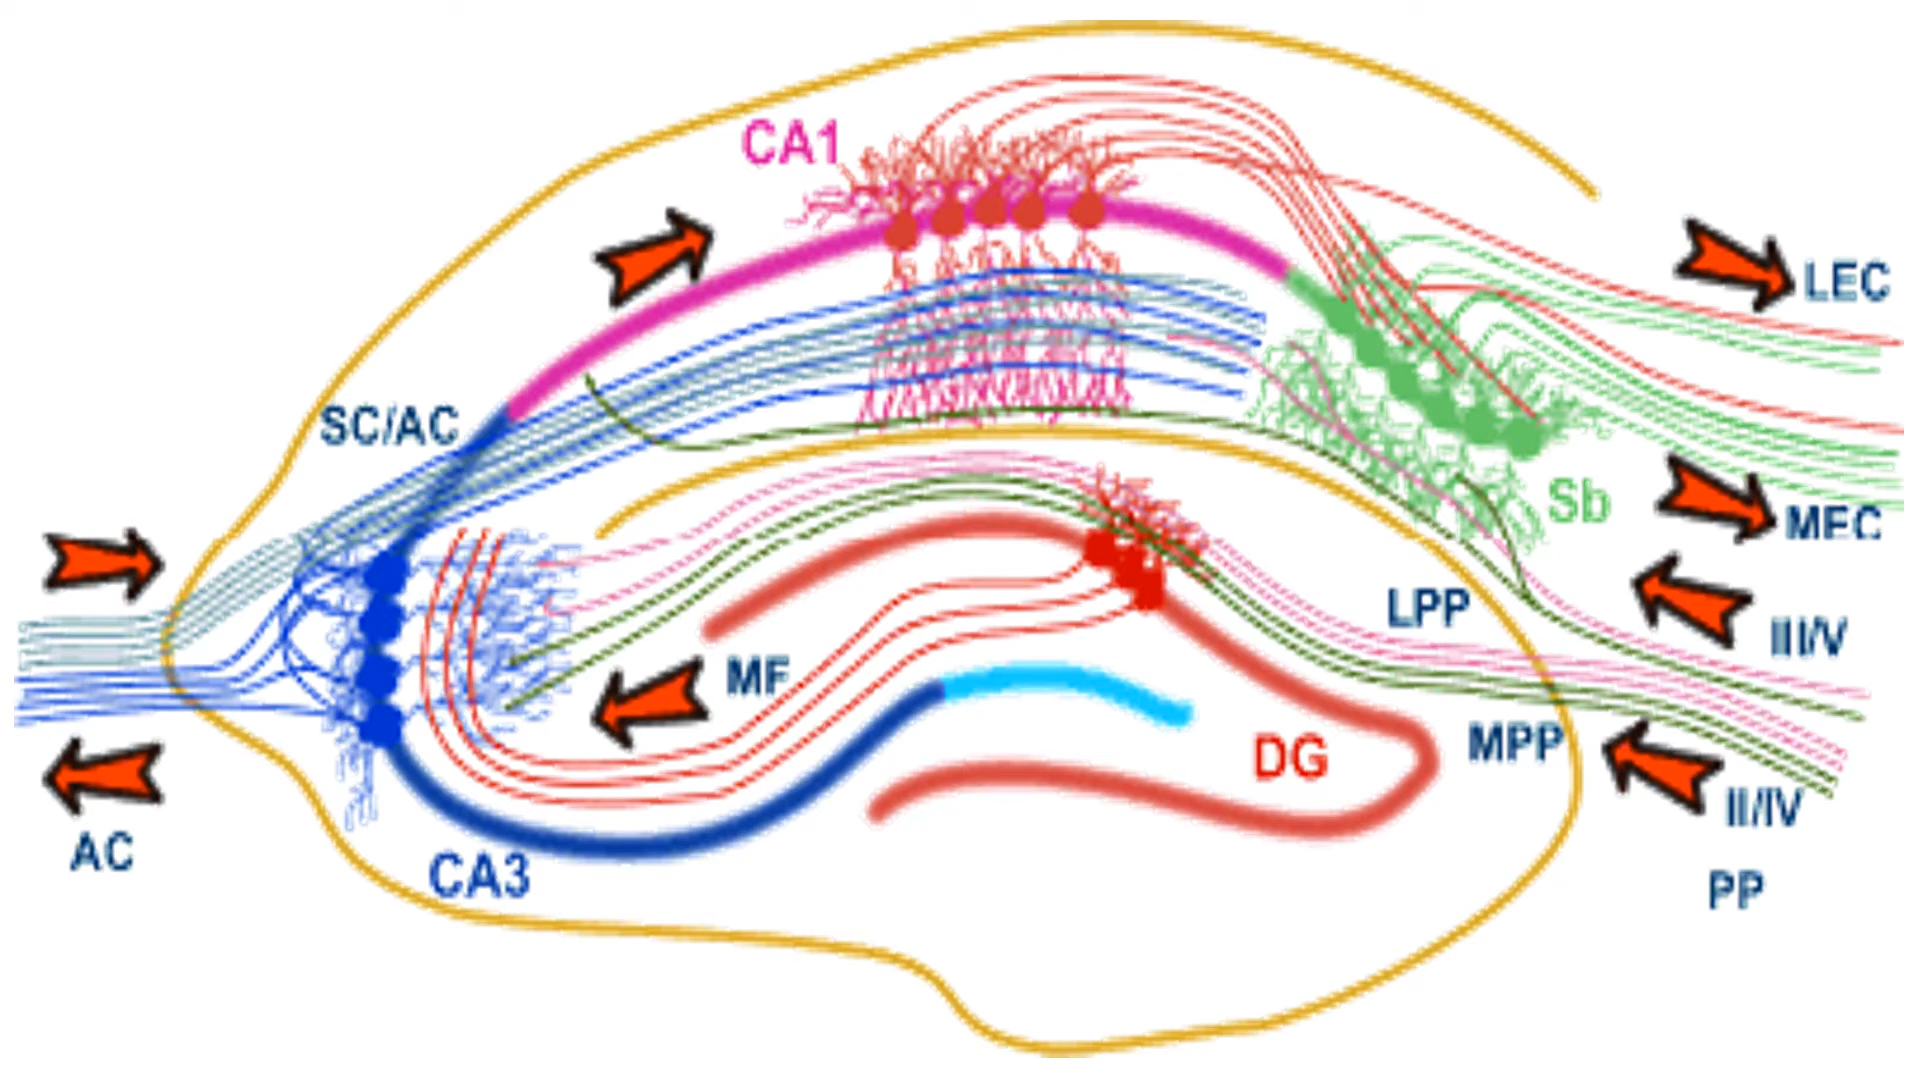 CA1
LEC
SC/AC
Sb
MEC
LPP
III/V
MF
MPP
DG
II/IV
AC
CA3
PP